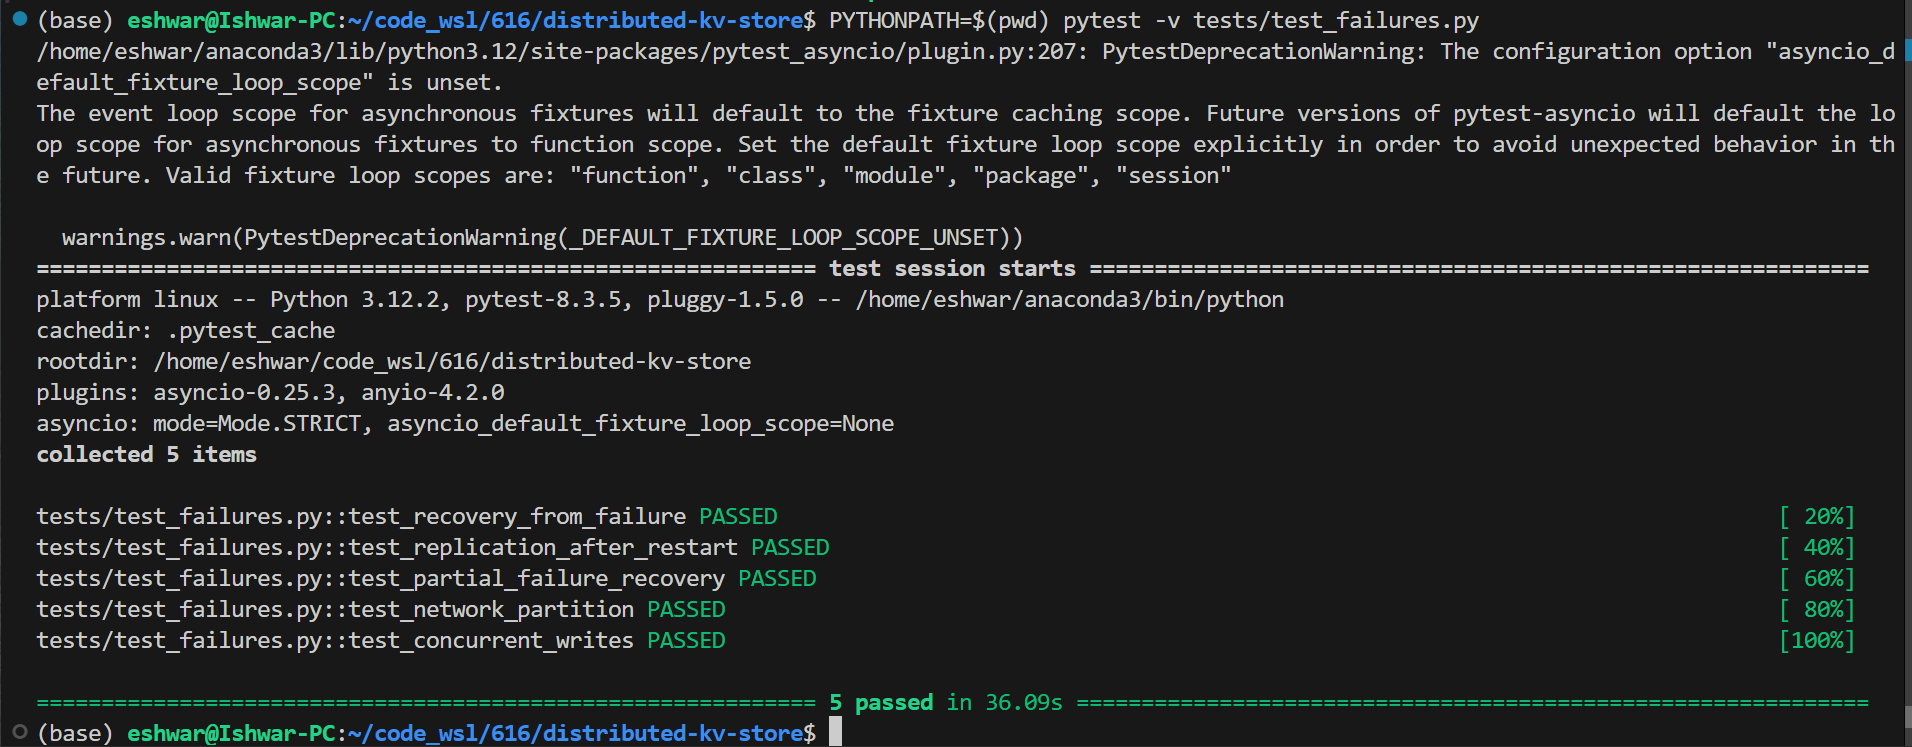 (base) eshwar@Ishwar-PC:~/code_wsl/616/distributed-kv-store$ PYTHONPATH=$(pwd) pytest -v tests/test_failures.py
/home/eshwar/anaconda3/lib/python3.12/site-packages/pytest_asyncio/plugin.py:207: PytestDeprecationWarning: The configuration option "asyncio_d
efault_fixture_loop_scope" is unset.
The event loop scope for asynchronous fixtures will default to the fixture caching scope. Future versions of pytest-asyncio will default the lo
op scope for asynchronous fixtures to function scope. Set the default fixture loop scope explicitly in order to avoid unexpected behavior in th
e future. Valid fixture loop scopes are: "function", "class", "module", "package", "session"
  warnings.warn(PytestDeprecationWarning(_DEFAULT_FIXTURE_LOOP_SCOPE_UNSET))
============================================================ test session starts ============================================================
platform linux -- Python 3.12.2, pytest-8.3.5, pluggy-1.5.0 -- /home/eshwar/anaconda3/bin/python
cachedir: .pytest_cache
rootdir: /home/eshwar/code_wsl/616/distributed-kv-store
plugins: asyncio-0.25.3, anyio-4.2.0
asyncio: mode=Mode.STRICT, asyncio_default_fixture_loop_scope=None
collected 5 items
tests/test_failures.py::test_recovery_from_failure PASSED [ 20%]
tests/test_failures.py::test_replication_after_restart PASSED [ 40%]
tests/test_failures.py::test_partial_failure_recovery PASSED [ 60%]
tests/test_failures.py::test_network_partition PASSED [ 80%]
tests/test_failures.py::test_concurrent_writes PASSED [100%]
============================================================ 5 passed in 36.09s =============================================================
(base) eshwar@Ishwar-PC:~/code_wsl/616/distributed-kv-store$